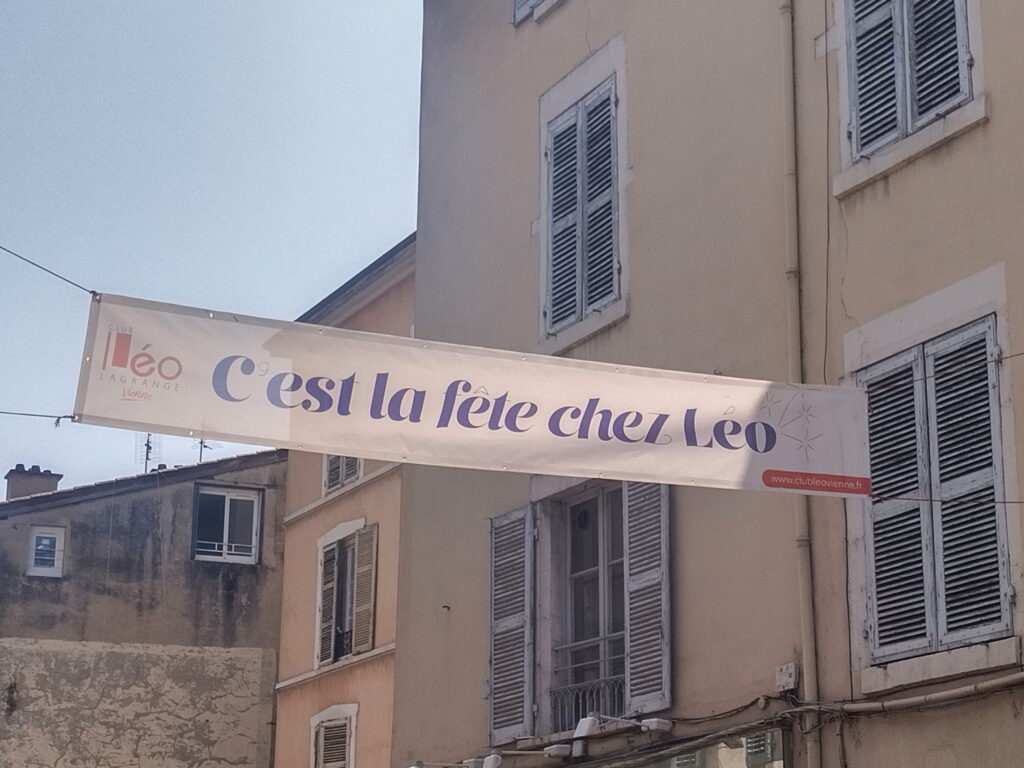 CLUB
léo
LAGRANGE
Vienne
C'est la fête chez Léo
www.clubleovienne.fr